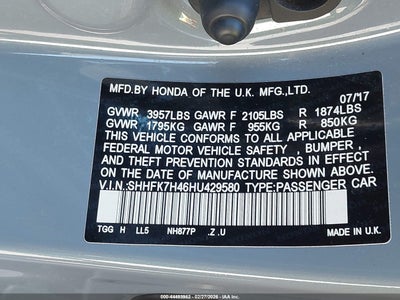 MFD.BY HONDA OF THE U.K. MFG.,LTD.
07/17
GVWR 3957LBS GAWR F 2105LBS R 1874LBS
GVWR 1795KG GAWR F 955KG R 850KG
THIS VEHICLE CONFORMS TO ALL APPLICABLE
FEDERAL MOTOR VEHICLE SAFETY , BUMPER ,
AND THEFT PREVENTION STANDARDS IN EFFECT
ON THE DATE OF MANUFACTURE SHOWN ABOVE.
V.I.N.:SHHFK7H46HU429580 TYPE:PASSENGER CAR
TGG H LL5 NH877P .Z.U MADE IN U.K.